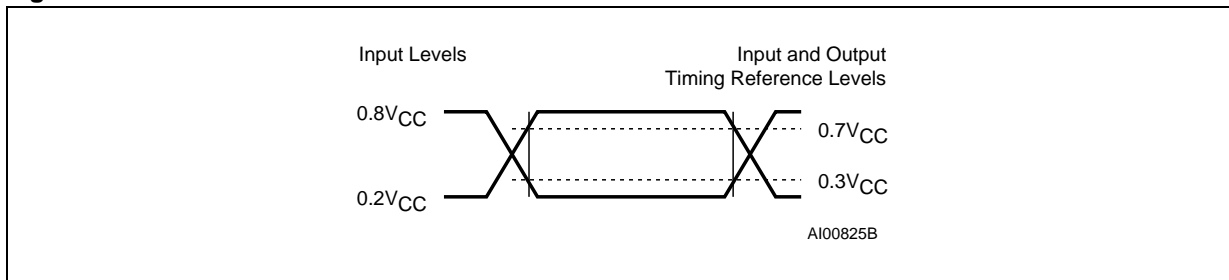 Input Levels
Input and Output
Timing Reference Levels
0.8VCC
0.7VCC
0.3VCC
0.2VCC
AI00825B